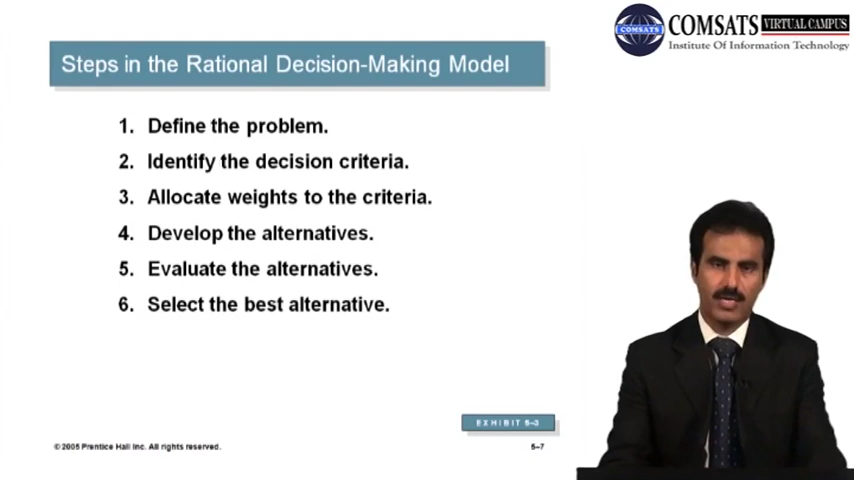 COMSATS
COMSATS VIRTUAL CAMPUS
Institute Of Information Technology
Steps in the Rational Decision-Making Model
1. Define the problem.
2. Identify the decision criteria.
3. Allocate weights to the criteria.
4. Develop the alternatives.
5. Evaluate the alternatives.
6. Select the best alternative.
EXHIBIT 5–3
© 2005 Prentice Hall Inc. All rights reserved.
5–7